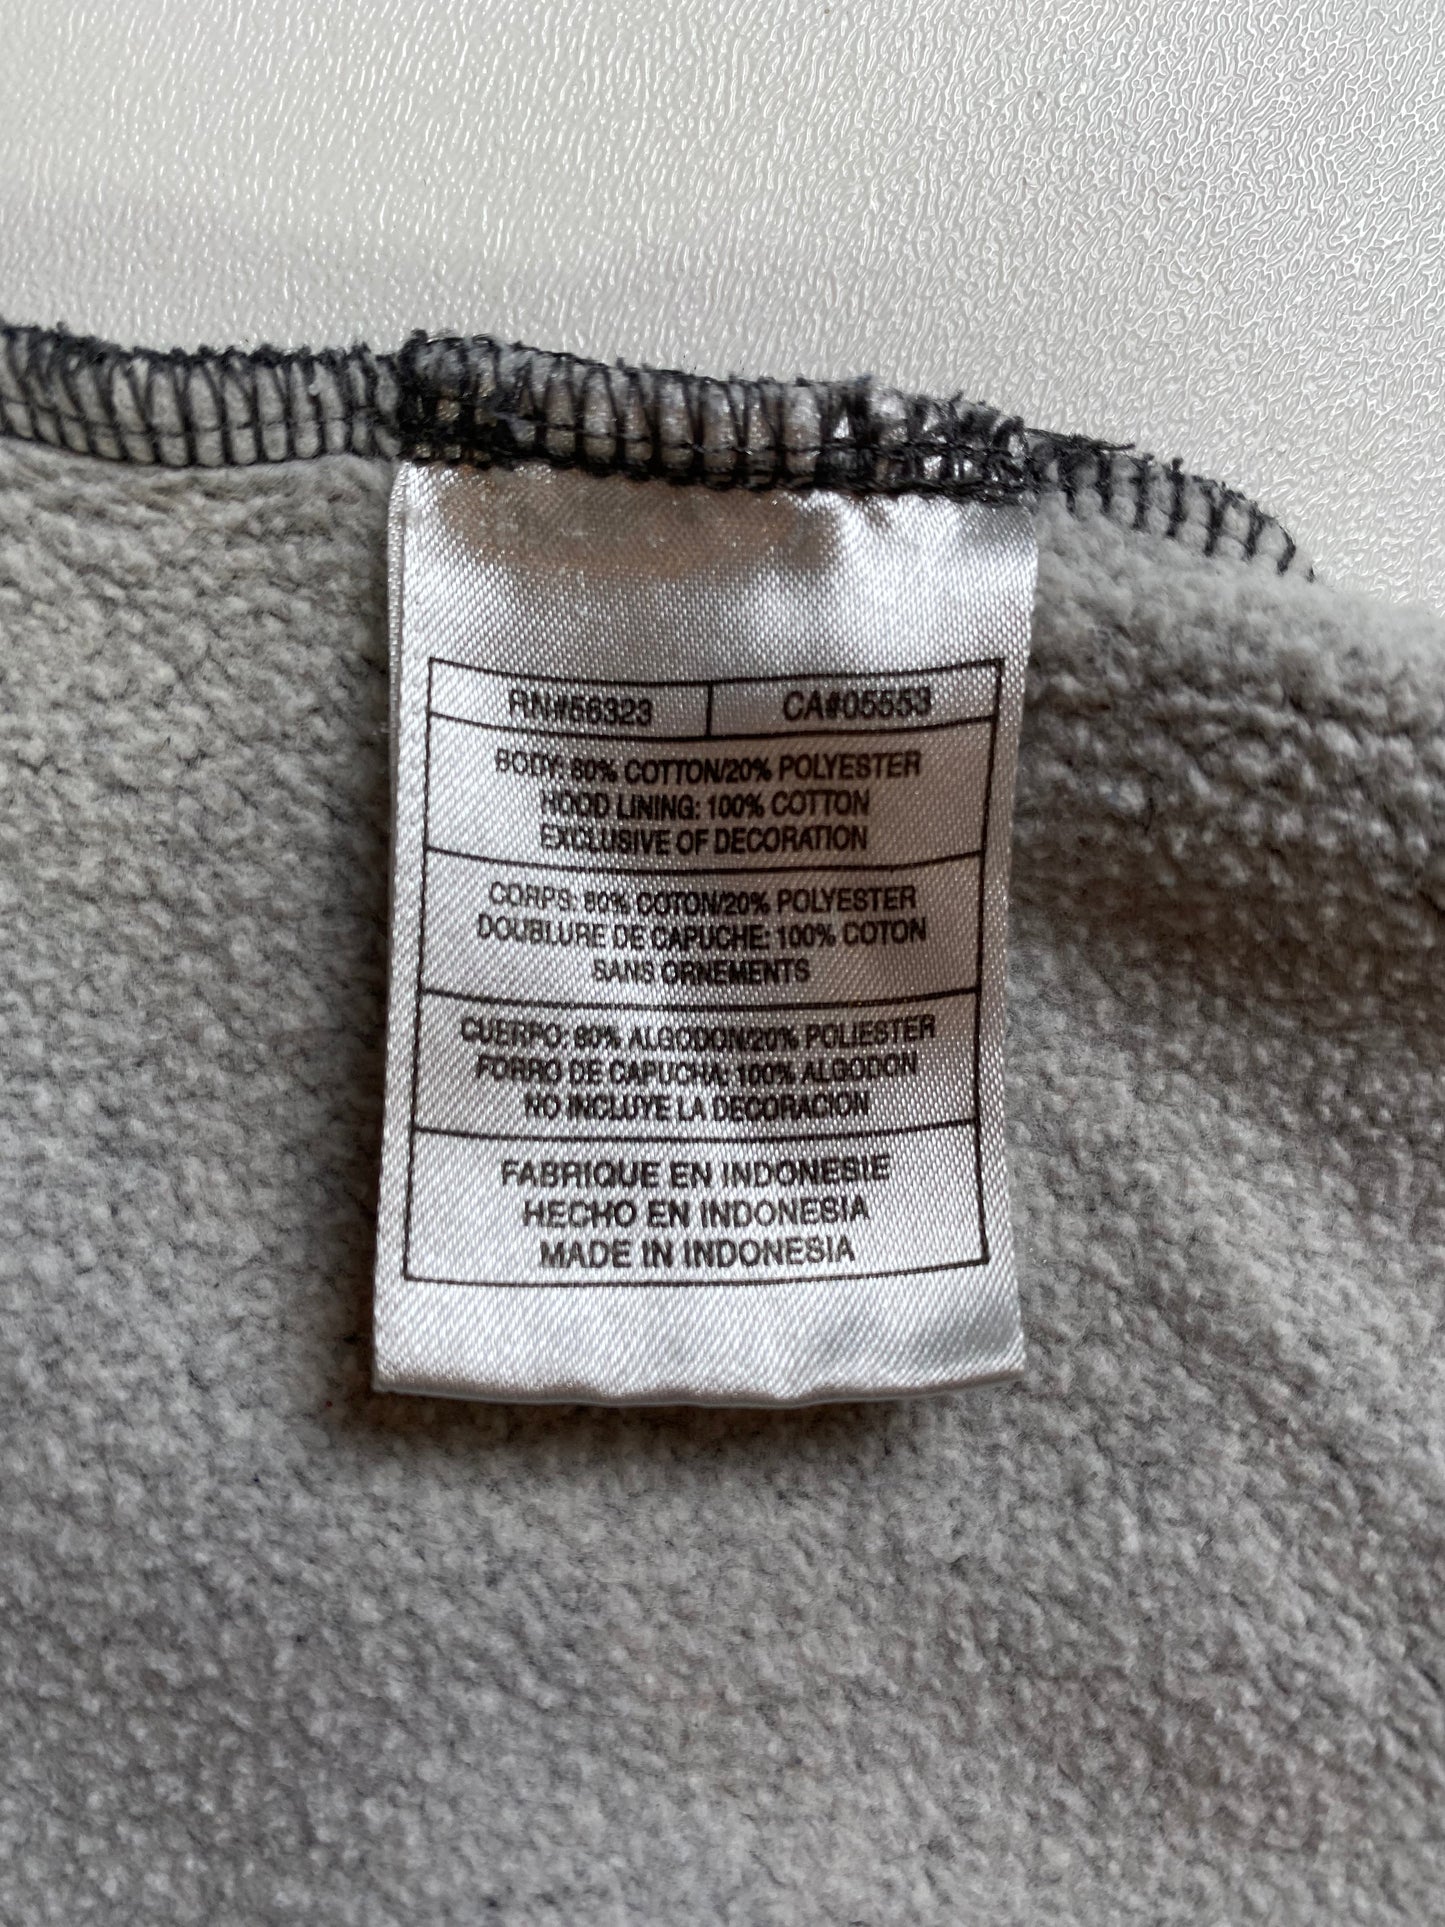 RN#56323 CA#05553
BODY: 80% COTTON/20% POLYESTER
HOOD LINING: 100% COTTON
EXCLUSIVE OF DECORATION
CORPS: 80% COTON/20% POLYESTER
DOUBLURE DE CAPUCHE: 100% COTON
SANS ORNEMENTS
CUERPO: 80% ALGODON/20% POLIESTER
FORRO DE CAPUCHA: 100% ALGODON
NO INCLUYE LA DECORACION
FABRIQUE EN INDONESIE
HECHO EN INDONESIA
MADE IN INDONESIA